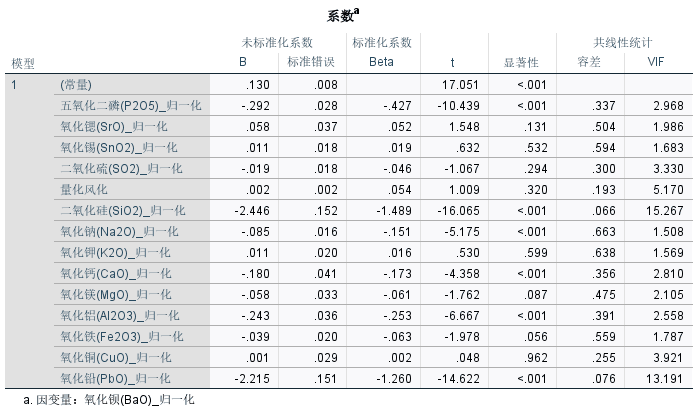 系数a
未标准化系数 标准化系数 共线性统计
模型 B 标准错误 Beta t 显著性 容差 VIF
1 (常量) .130 .008 17.051 <.001
五氧化二磷(P2O5)_归一化 -.292 .028 -.427 -10.439 <.001 .337 2.968
氧化锶(SrO)_归一化 .058 .037 .052 1.548 .131 .504 1.986
氧化锡(SnO2)_归一化 .011 .018 .019 .632 .532 .594 1.683
二氧化硫(SO2)_归一化 -.019 .018 -.046 -1.067 .294 .300 3.330
量化风化 .002 .002 .054 1.009 .320 .193 5.170
二氧化硅(SiO2)_归一化 -2.446 .152 -1.489 -16.065 <.001 .066 15.267
氧化钠(Na2O)_归一化 -.085 .016 -.151 -5.175 <.001 .663 1.508
氧化钾(K2O)_归一化 .011 .020 .016 .530 .599 .638 1.569
氧化钙(CaO)_归一化 -.180 .041 -.173 -4.358 <.001 .356 2.810
氧化镁(MgO)_归一化 -.058 .033 -.061 -1.762 .087 .475 2.105
氧化铝(Al2O3)_归一化 -.243 .036 -.253 -6.667 <.001 .391 2.558
氧化铁(Fe2O3)_归一化 -.039 .020 -.063 -1.978 .056 .559 1.787
氧化铜(CuO)_归一化 .001 .029 .002 .048 .962 .255 3.921
氧化铅(PbO)_归一化 -2.215 .151 -1.260 -14.622 <.001 .076 13.191
a. 因变量：氧化钡(BaO)_归一化